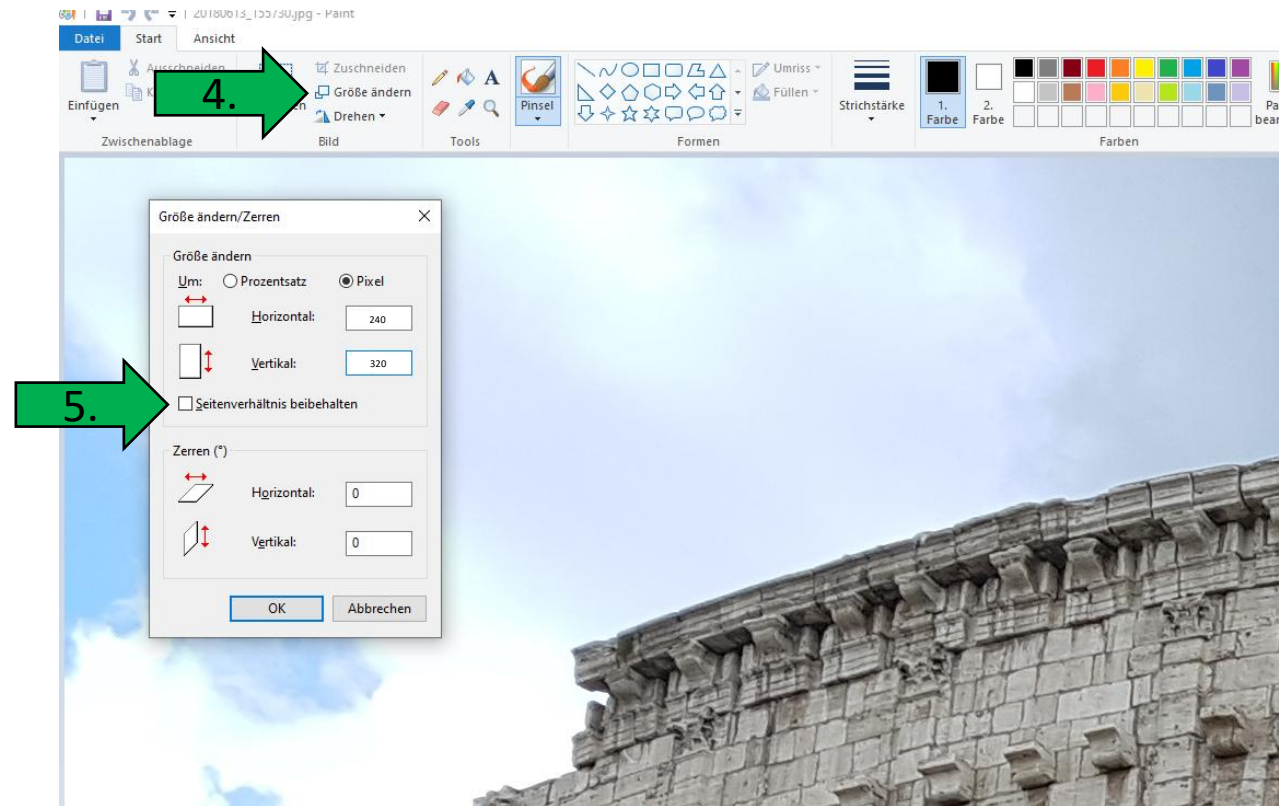 20180613_155730.jpg - Paint
Datei Start Ansicht
Ausschneiden
Zuschneiden
Größe ändern
Drehen
Einfügen
4.
A
Pinsel
Umriss
Füllen
Strichstärke
1. Farbe
2. Farbe
Zwischenablage
Bild
Tools
Formen
Farben
Größe ändern/Zerren
Größe ändern
Um: Prozentsatz Pixel
Horizontal: 240
Vertikal: 320
5.
Seitenverhältnis beibehalten
Zerren (°)
Horizontal: 0
Vertikal: 0
OK Abbrechen